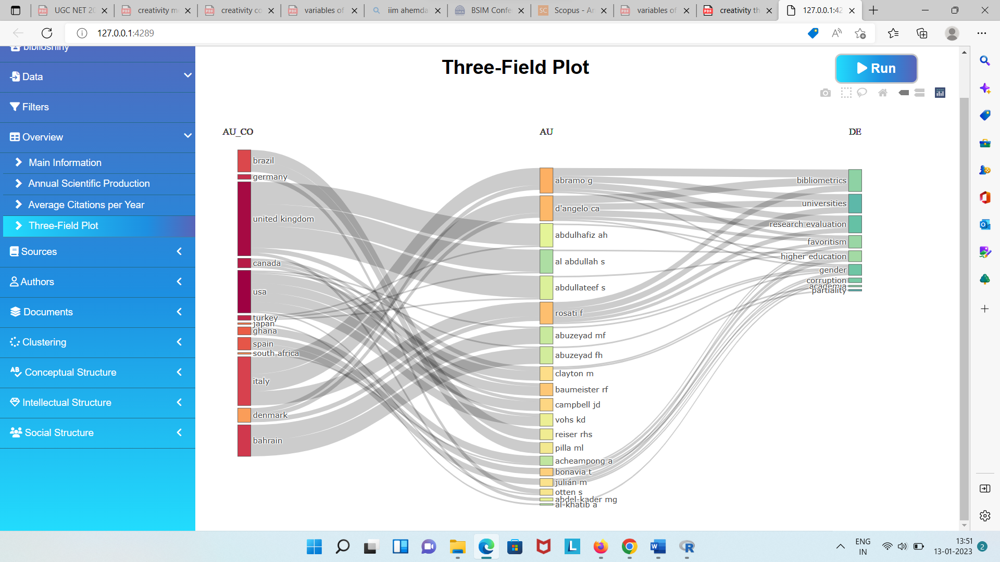 UGC NET 20
creativity m
creativity co
variables of
iim ahemda
BSIM Confe
Scopus - Ar
variables of
creativity th
127.0.0.1:42
127.0.0.1:4289
biblioshiny
Data
Filters
Overview
Main Information
Annual Scientific Production
Average Citations per Year
Three-Field Plot
Sources
Authors
Documents
Clustering
Conceptual Structure
Intellectual Structure
Social Structure
Three-Field Plot
Run
AU_CO
AU
DE
brazil
germany
united kingdom
canada
usa
turkey
japan
ghana
spain
south africa
italy
denmark
bahrain
abramo g
d'angelo ca
abdulhafiz ah
al abdullah s
abdullateef s
rosati f
abuzeyad mf
abuzeyad fh
clayton m
baumeister rf
campbell jd
vohs kd
reiser rhs
pilla ml
acheampong a
bonavia t
julián m
otten s
abdel-kader mg
al-khatib a
bibliometrics
universities
research evaluation
favoritism
higher education
gender
corruption
academia
partiality
ENG
IN
13:51
13-01-2023
2